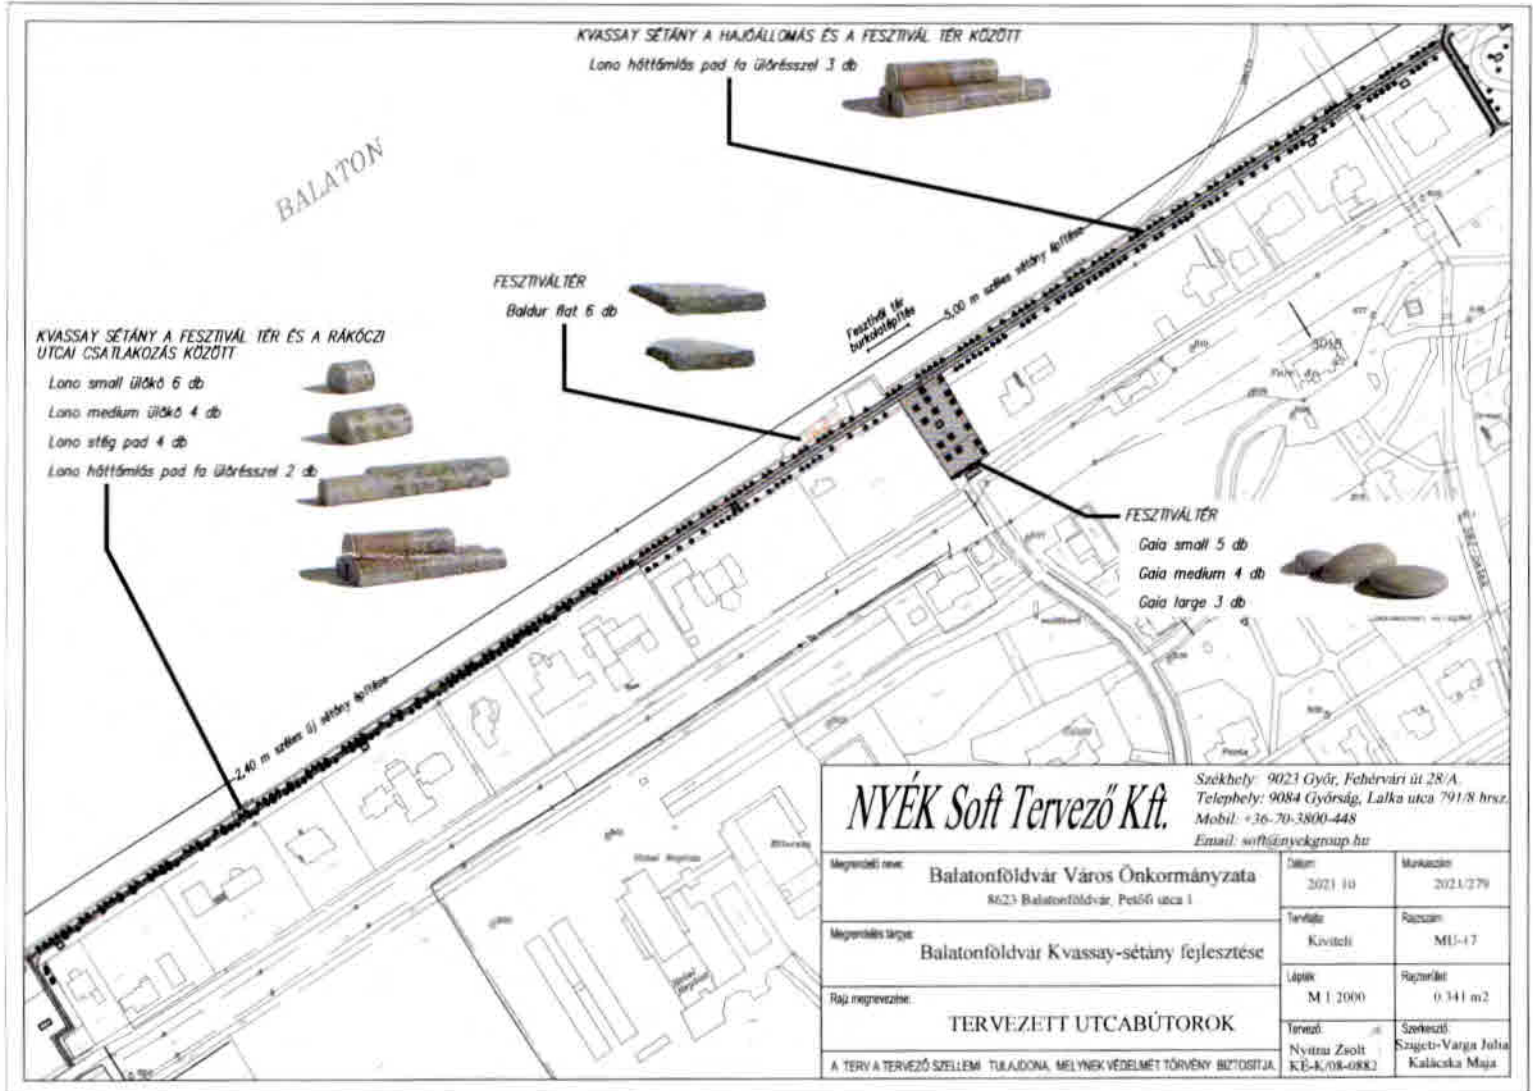 KVASSAY SÉTÁNY A HAJÓÁLLOMÁS ÉS A FESZTIVÁL TÉR KÖZÖTT
Lono háttámlás pad fa ülőrésszel 3 db
BALATON
FESZTIVÁLTÉR
Baldur flat 6 db
Fesztivál tér
burkolatépítés
5,00 m széles sétány építése
KVASSAY SÉTÁNY A FESZTIVÁL TÉR ÉS A RÁKÓCZI
UTCAI CSATLAKOZÁS KÖZÖTT
Lono small ülőkő 6 db
Lono medium ülőkő 4 db
Lono stég pad 4 db
Lono háttámlás pad fa ülőrésszel 2 db
2,40 m széles új sétány építése
FESZTIVÁLTÉR
Gaia small 5 db
Gaia medium 4 db
Gaia large 3 db
Posta
NYÉK Soft Tervező Kft.
Székhely: 9023 Győr, Fehérvári út 28/A.
Telephely: 9084 Győrság, Lalka utca 791/8 hrsz.
Mobil: +36-70-3800-448
Email: soft@nyekgroup.hu
Megrendelő neve:
Balatonföldvár Város Önkormányzata
8623 Balatonföldvár, Petőfi utca 1
Dátum:
2021.10
Munkaszám:
2021/279
Megrendelés tárgya:
Balatonföldvár Kvassay-sétány fejlesztése
Tervfajta:
Kiviteli
Rajzszám:
MU-17
Rajz megnevezése:
TERVEZETT UTCABÚTOROK
Lépték:
M 1:2000
Rajzterület:
0.341 m2
Tervező:
Nyitrai Zsolt
KÉ-K/08-0882
Szerkesztő:
Szigeti-Varga Júlia
Kalácska Maja
A TERV A TERVEZŐ SZELLEMI TULAJDONA, MELYNEK VÉDELMÉT TÖRVÉNY BIZTOSÍTJA.